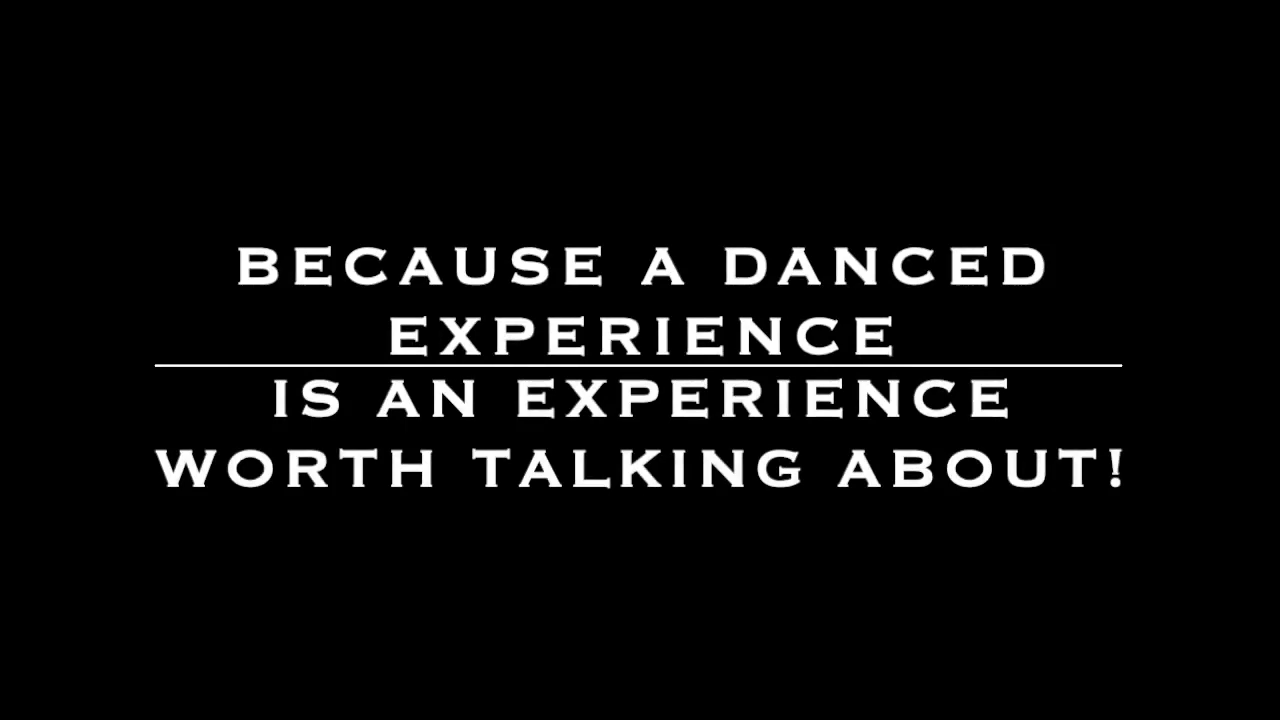 BECAUSE A DANCED
EXPERIENCE
IS AN EXPERIENCE
WORTH TALKING ABOUT!